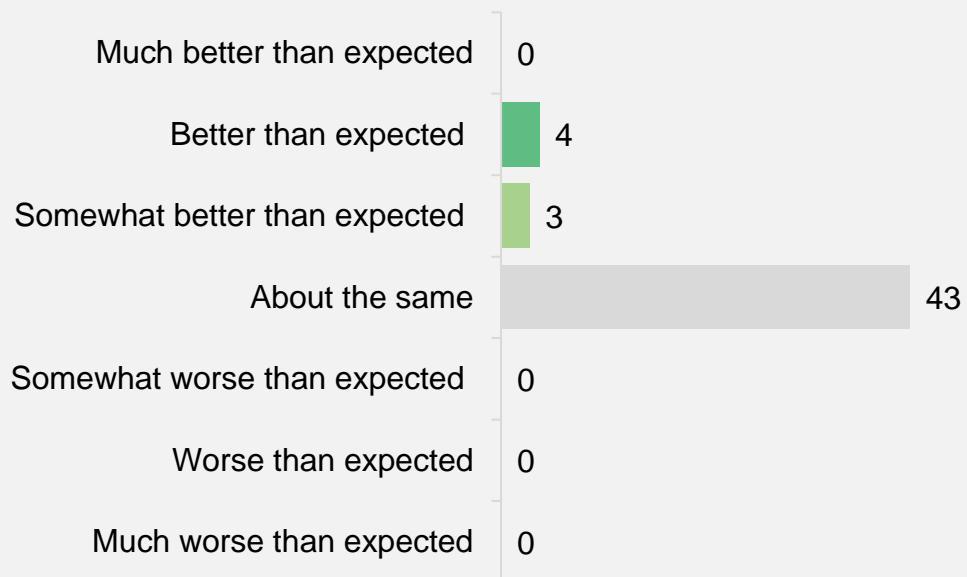 Much better than expected 0
Better than expected 4
Somewhat better than expected 3
About the same 43
Somewhat worse than expected 0
Worse than expected 0
Much worse than expected 0